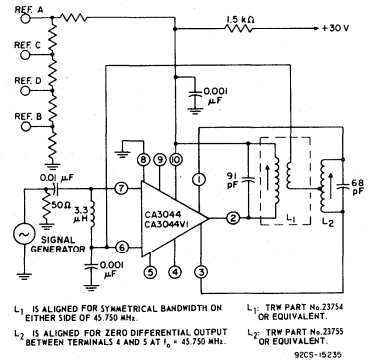 REF. A
REF. C
REF. D
REF. B
1.5 kΩ
+30 V
0.001
µF
0.01 µF
50Ω
3.3
µH
SIGNAL
GENERATOR
0.001
µF
8
9
10
1
7
6
CA3044
CA3044V1
2
5
4
3
91
pF
L1
L2
68
pF
L1 IS ALIGNED FOR SYMMETRICAL BANDWIDTH ON
EITHER SIDE OF 45.750 MHz.
L2 IS ALIGNED FOR ZERO DIFFERENTIAL OUTPUT
BETWEEN TERMINALS 4 AND 5 AT fo = 45.750 MHz.
L1: TRW PART No.23754
OR EQUIVALENT.
L2: TRW PART No.23755
OR EQUIVALENT.
92CS-15235